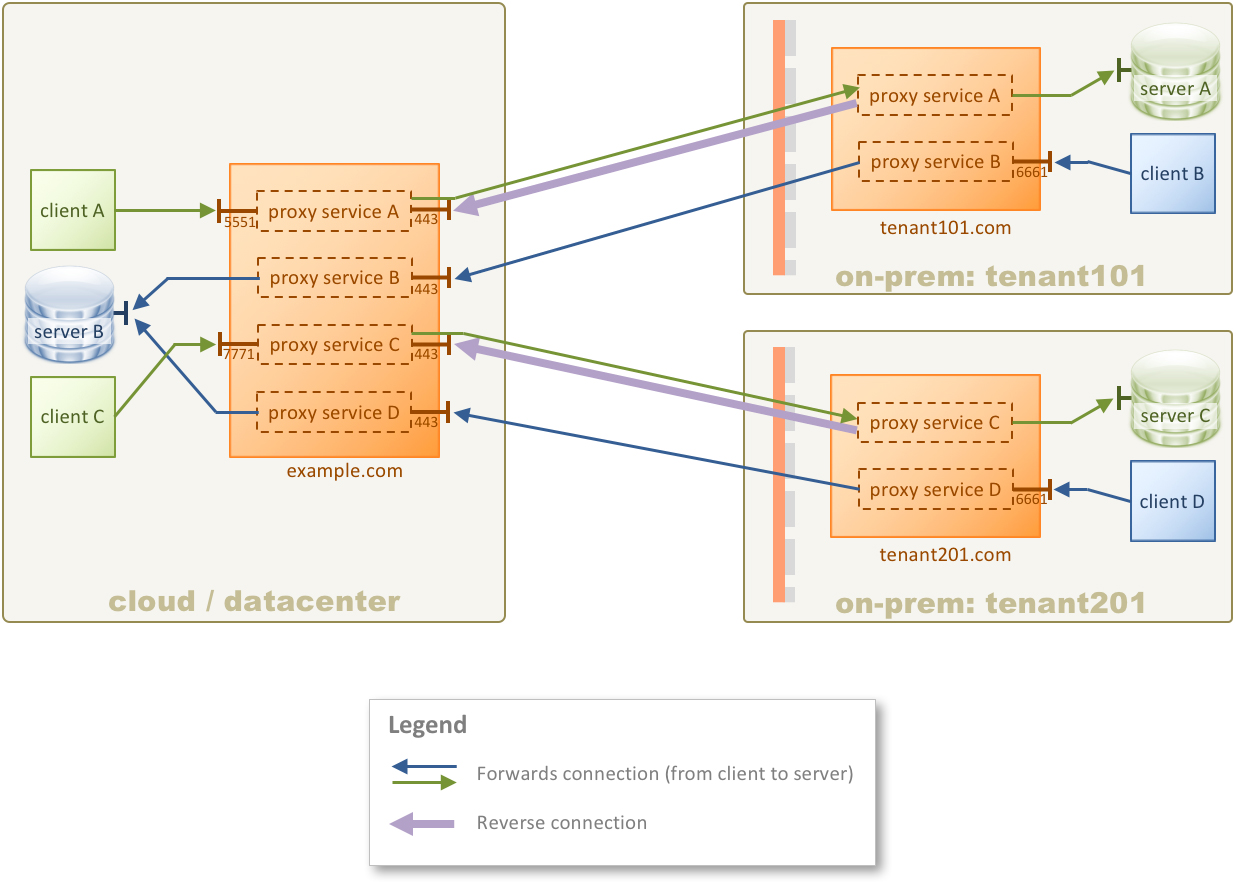 client A
server B
client C
5551
proxy service A
443
proxy service B
443
7771
proxy service C
443
proxy service D
443
example.com
cloud / datacenter
proxy service A
proxy service B
6661
server A
client B
tenant101.com
on-prem: tenant101
proxy service C
proxy service D
6661
server C
client D
tenant201.com
on-prem: tenant201
Legend
Forwards connection (from client to server)
Reverse connection